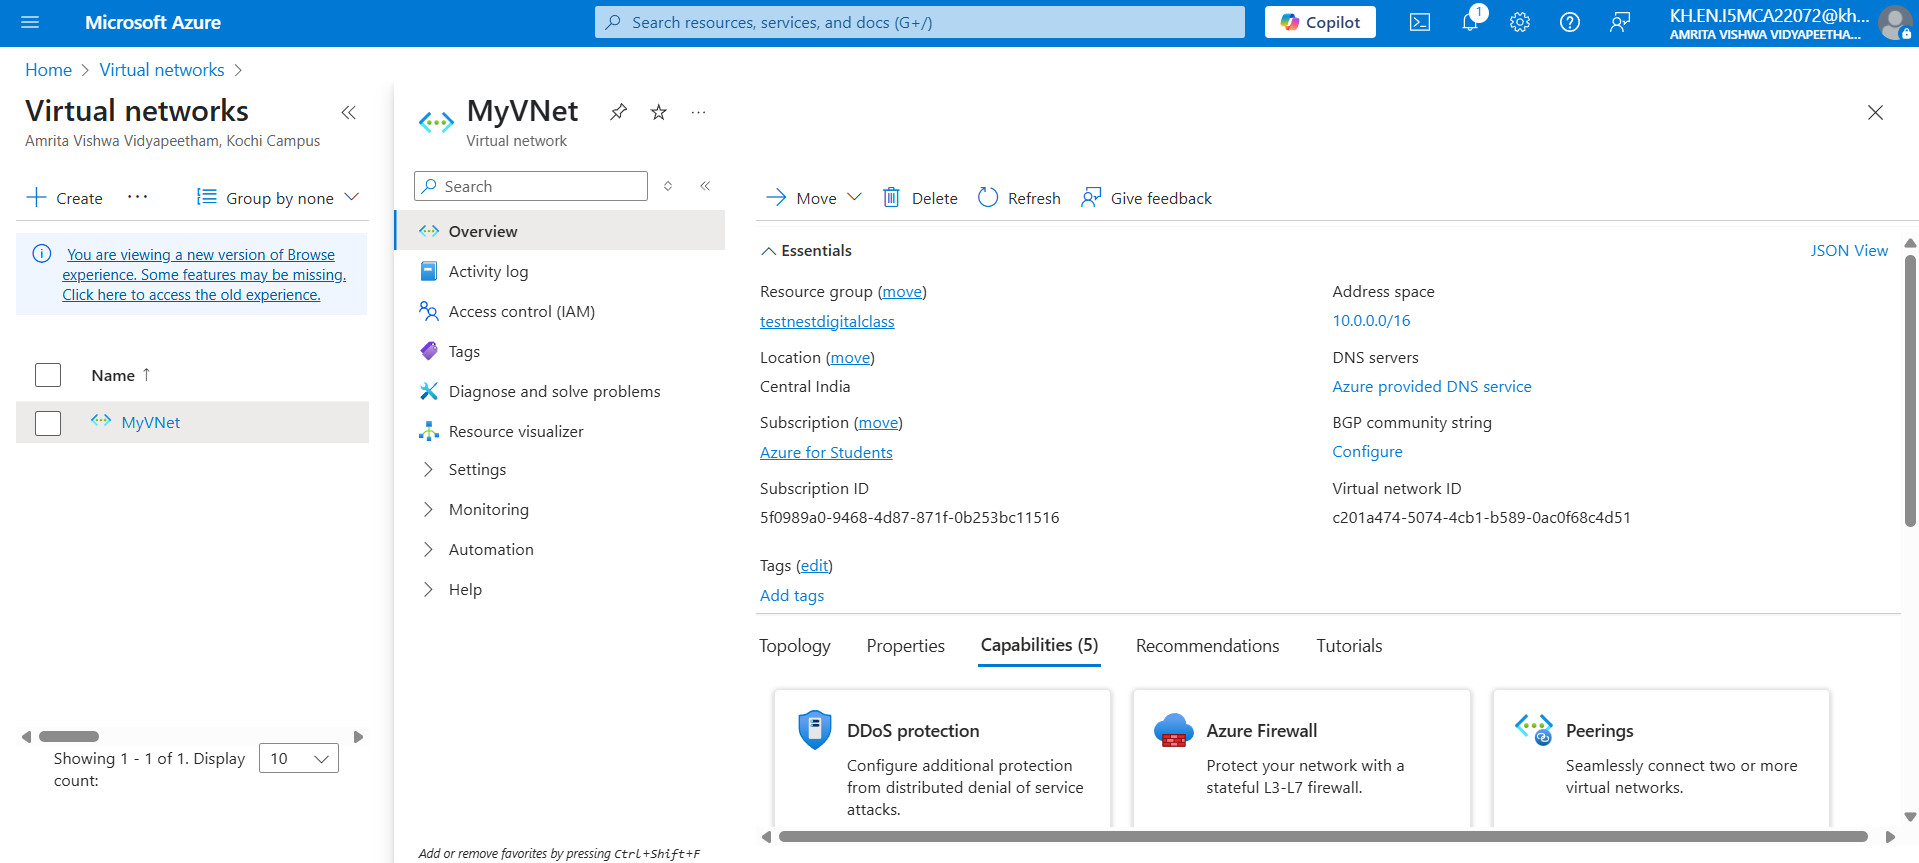 Microsoft Azure
Search resources, services, and docs (G+/)
Copilot
1
KH.EN.I5MCA22072@kh...
AMRITA VISHWA VIDYAPEETHA...
Home
Virtual networks
Virtual networks
Amrita Vishwa Vidyapeetham, Kochi Campus
Create
...
Group by none
You are viewing a new version of Browse
experience. Some features may be missing.
Click here to access the old experience.
Name ↑
MyVNet
Showing 1 - 1 of 1. Display
count:
10
MyVNet
...
Virtual network
Search
Overview
Activity log
Access control (IAM)
Tags
Diagnose and solve problems
Resource visualizer
Settings
Monitoring
Automation
Help
Add or remove favorites by pressing Ctrl+Shift+F
Move
Delete
Refresh
Give feedback
Essentials
JSON View
Resource group (move)
testnestdigitalclass
Location (move)
Central India
Subscription (move)
Azure for Students
Subscription ID
5f0989a0-9468-4d87-871f-0b253bc11516
Address space
10.0.0.0/16
DNS servers
Azure provided DNS service
BGP community string
Configure
Virtual network ID
c201a474-5074-4cb1-b589-0ac0f68c4d51
Tags (edit)
Add tags
Topology
Properties
Capabilities (5)
Recommendations
Tutorials
DDoS protection
Configure additional protection
from distributed denial of service
attacks.
Azure Firewall
Protect your network with a
stateful L3-L7 firewall.
Peerings
Seamlessly connect two or more
virtual networks.